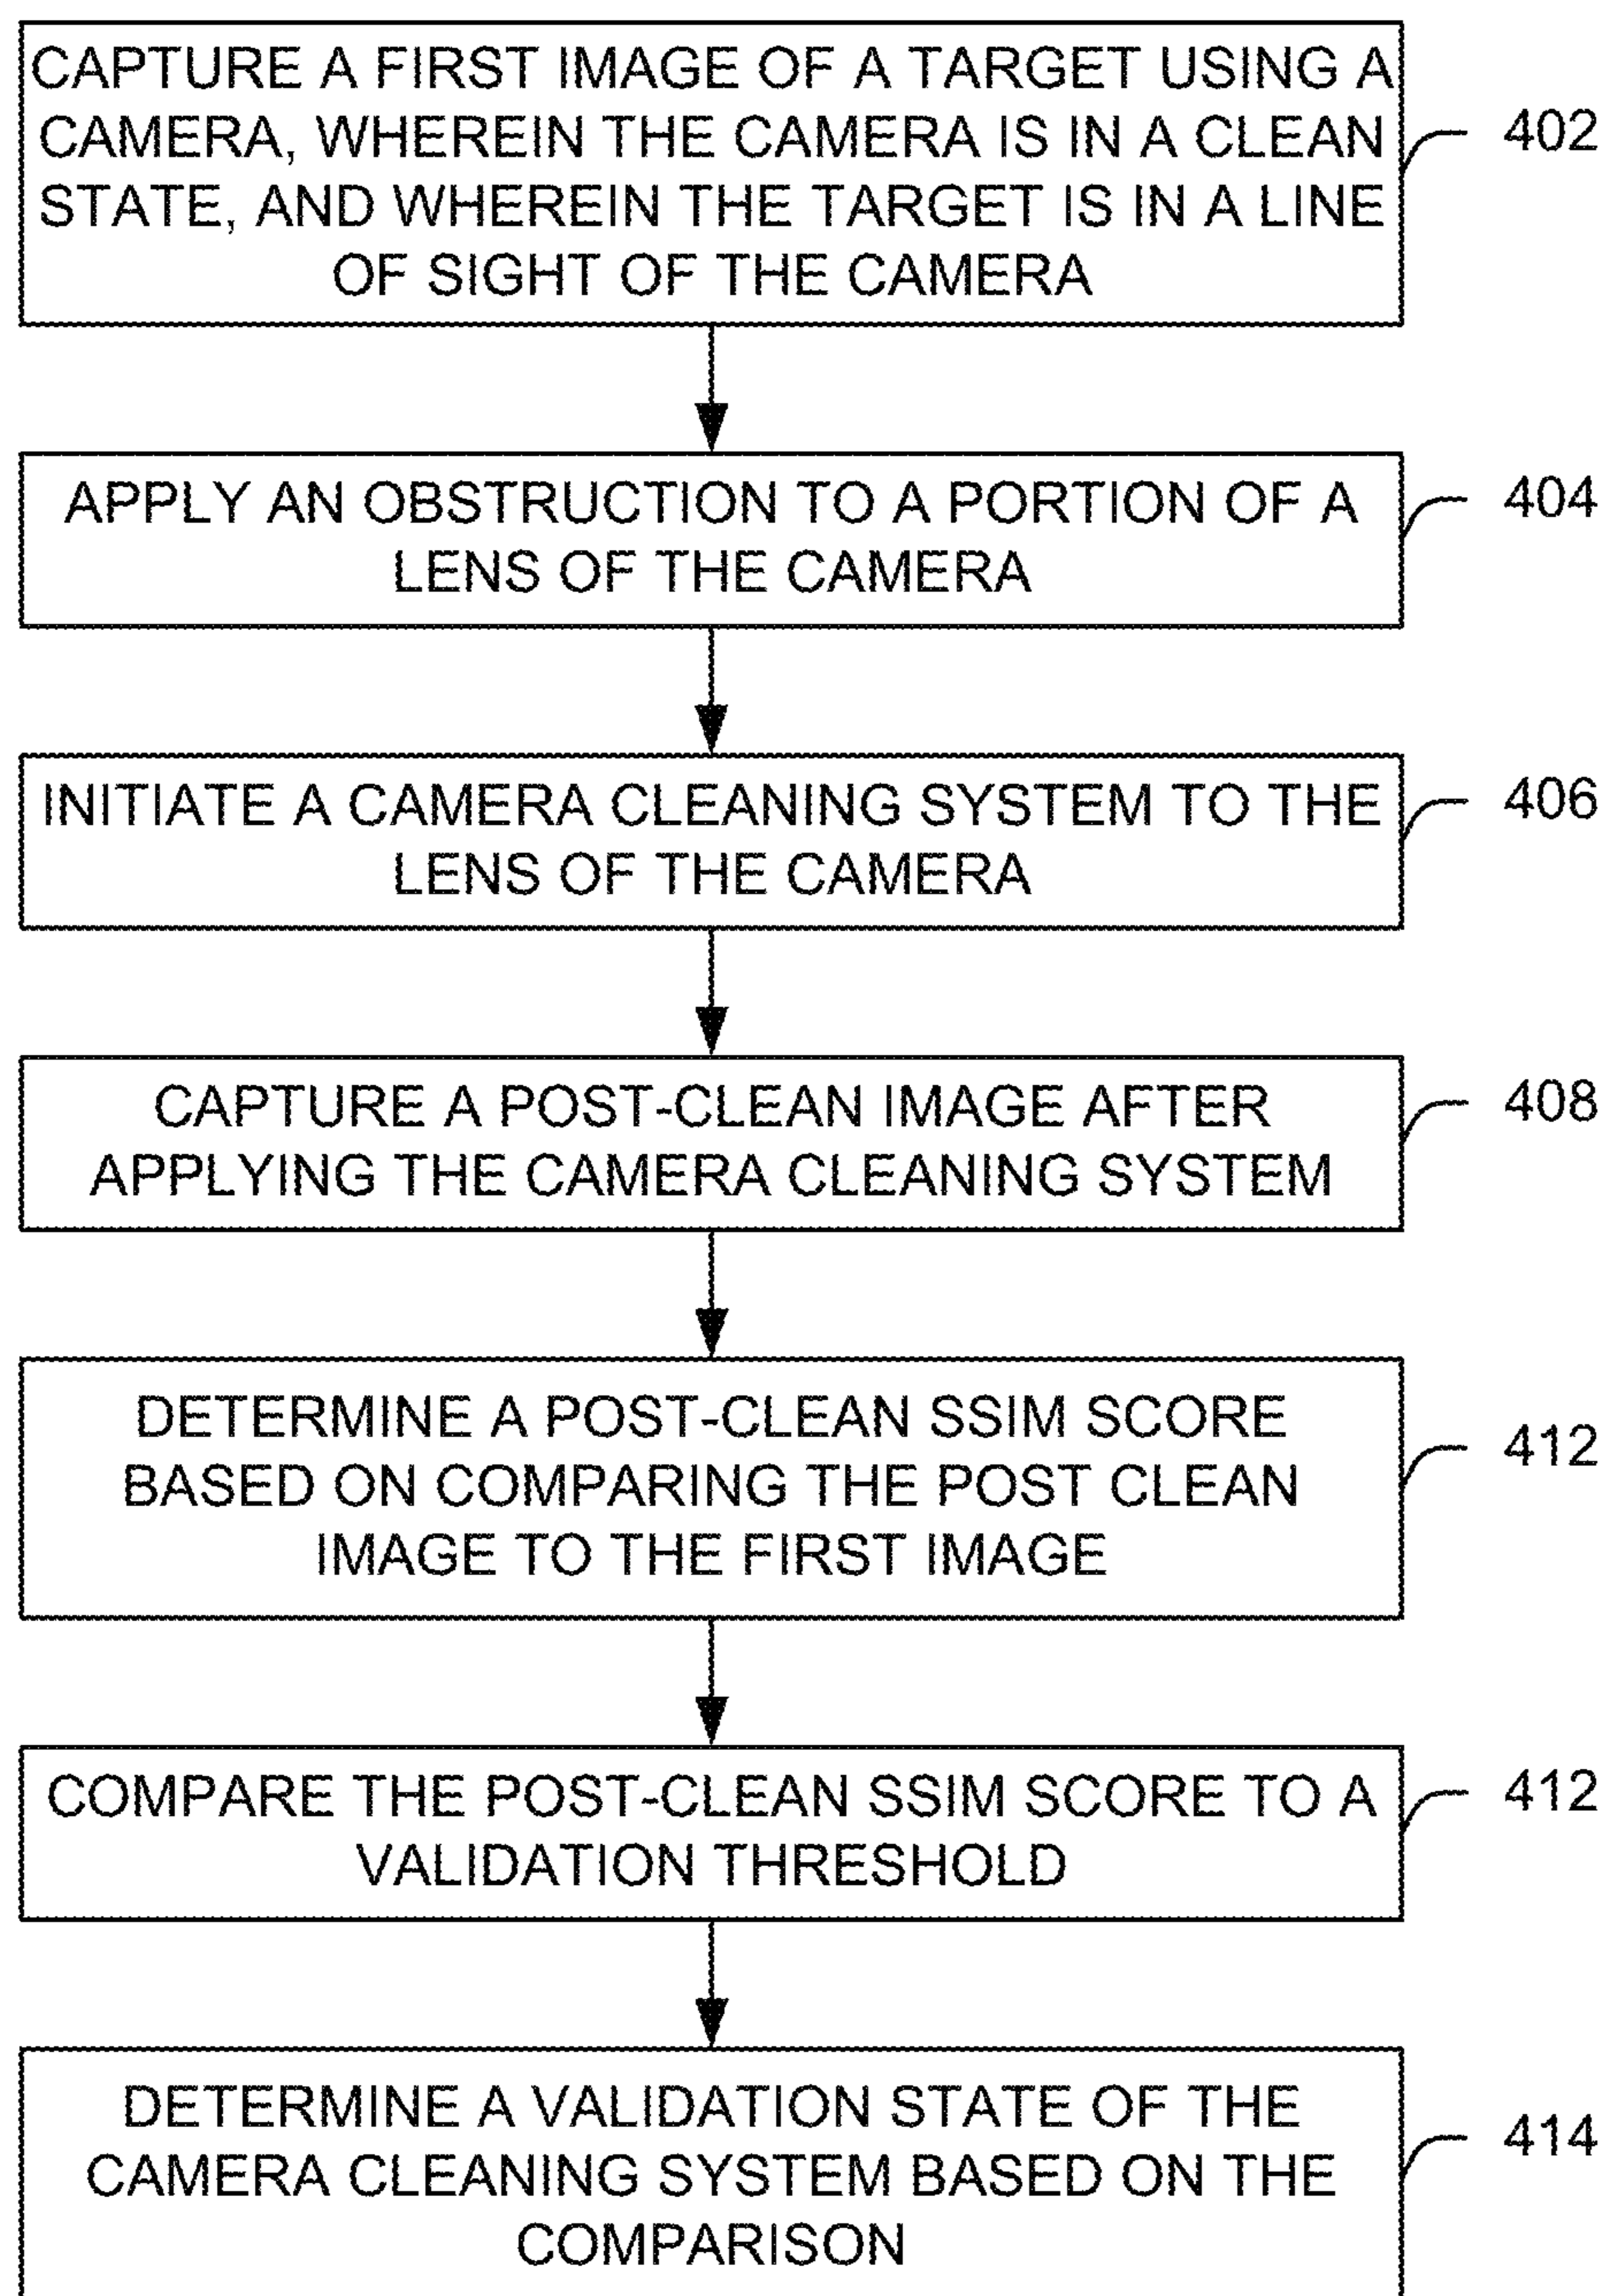 CAPTURE A FIRST IMAGE OF A TARGET USING A
CAMERA, WHEREIN THE CAMERA IS IN A CLEAN
STATE, AND WHEREIN THE TARGET IS IN A LINE
OF SIGHT OF THE CAMERA
402
APPLY AN OBSTRUCTION TO A PORTION OF A
LENS OF THE CAMERA
404
INITIATE A CAMERA CLEANING SYSTEM TO THE
LENS OF THE CAMERA
406
CAPTURE A POST-CLEAN IMAGE AFTER
APPLYING THE CAMERA CLEANING SYSTEM
408
DETERMINE A POST-CLEAN SSIM SCORE
BASED ON COMPARING THE POST CLEAN
IMAGE TO THE FIRST IMAGE
412
COMPARE THE POST-CLEAN SSIM SCORE TO A
VALIDATION THRESHOLD
412
DETERMINE A VALIDATION STATE OF THE
CAMERA CLEANING SYSTEM BASED ON THE
COMPARISON
414